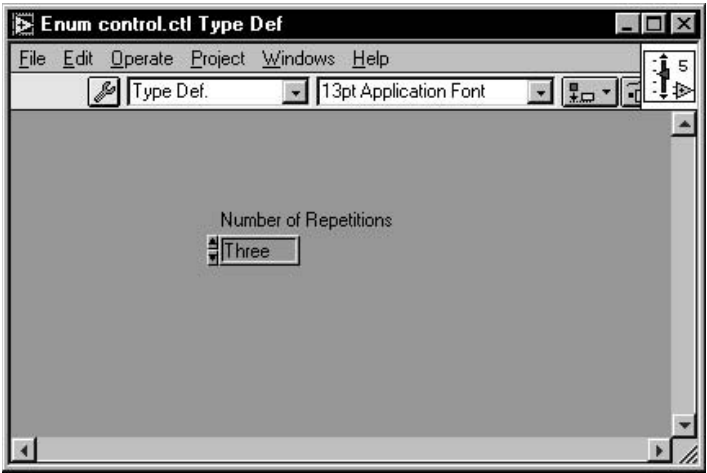 Enum control.ctl Type Def
File Edit Operate Project Windows Help
5
Type Def. 13pt Application Font
Number of Repetitions
Three